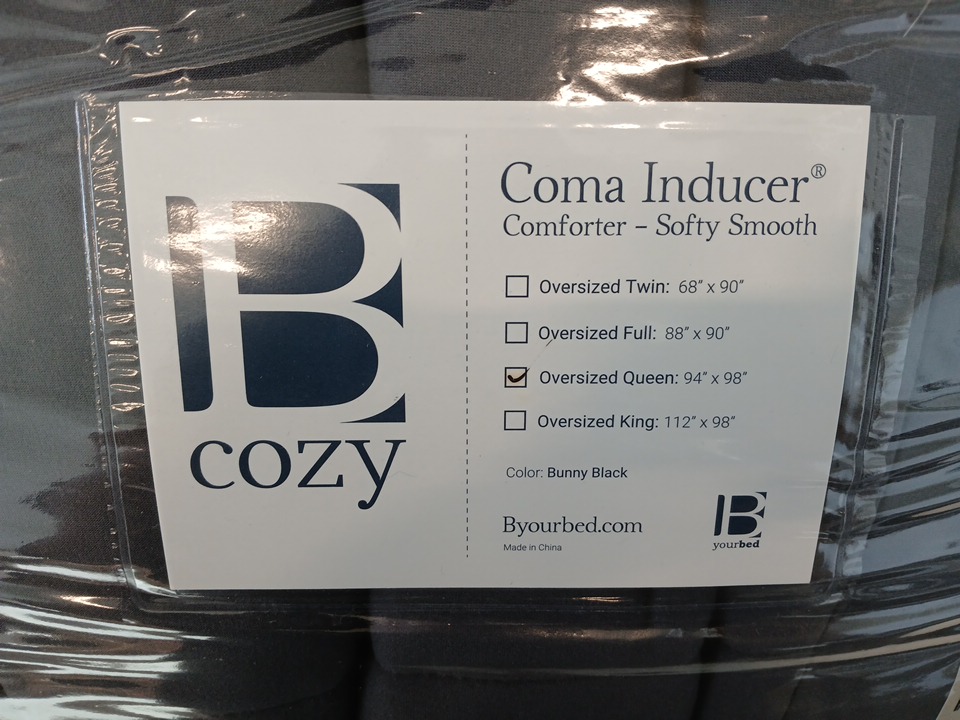 B
cozy
Coma Inducer®
Comforter – Softy Smooth
Oversized Twin: 68” x 90”
Oversized Full: 88” x 90”
Oversized Queen: 94” x 98”
Oversized King: 112” x 98”
Color: Bunny Black
Byourbed.com
Made in China
B
yourbed